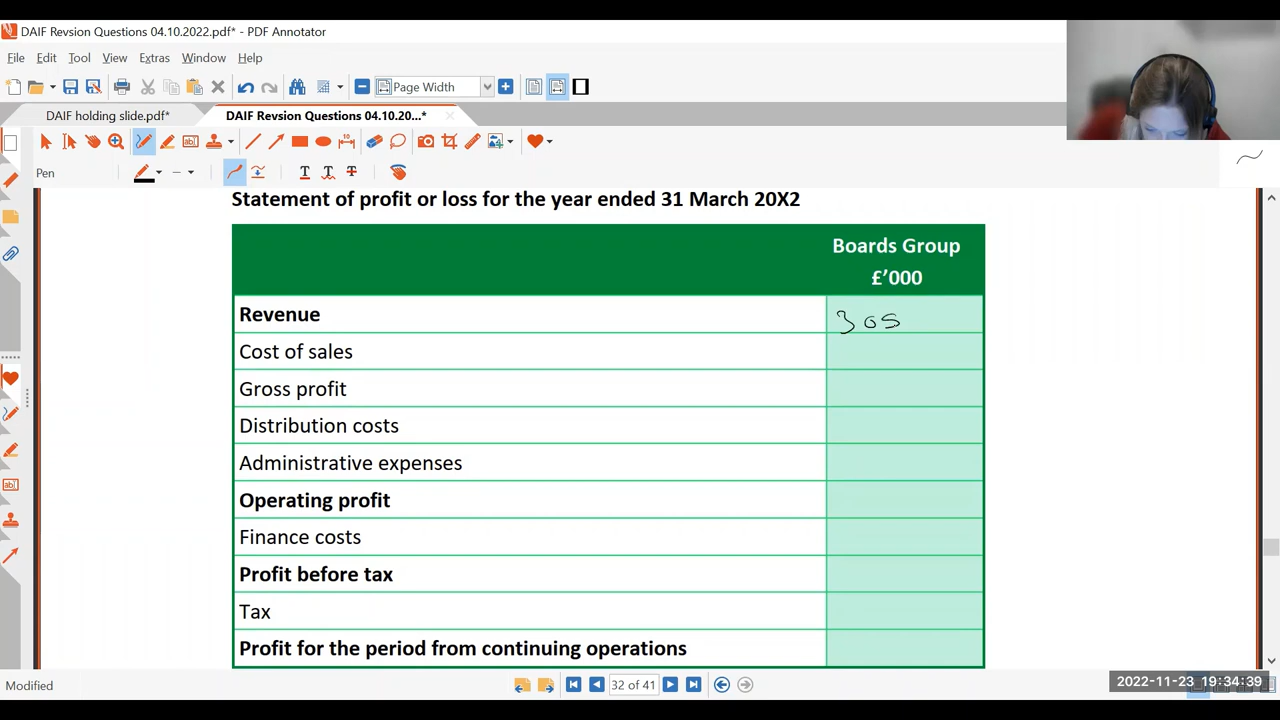 DAIF Revsion Questions 04.10.2022.pdf* - PDF Annotator
File Edit Tool View Extras Window Help
Page Width
DAIF holding slide.pdf* DAIF Revsion Questions 04.10.20...*
Pen
Statement of profit or loss for the year ended 31 March 20X2
Boards Group
£’000
Revenue 305
Cost of sales
Gross profit
Distribution costs
Administrative expenses
Operating profit
Finance costs
Profit before tax
Tax
Profit for the period from continuing operations
Modified 32 of 41 2022-11-23 19:34:39